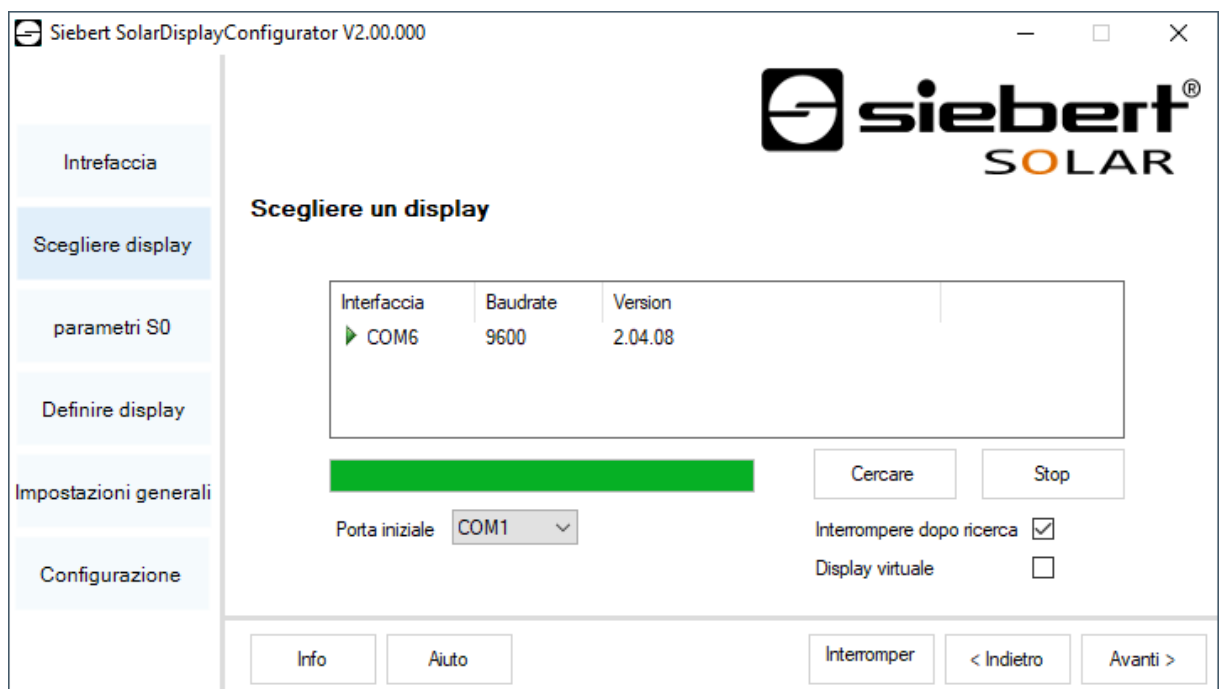 Siebert SolarDisplayConfigurator V2.00.000
siebert®
SOLAR
Intrefaccia
Scegliere display
parametri S0
Definire display
Impostazioni generali
Configurazione
Scegliere un display
Interfaccia Baudrate Version
COM6 9600 2.04.08
Cercare Stop
Porta iniziale COM1 Interrompere dopo ricerca
Display virtuale
Info Aiuto Interromper < Indietro Avanti >